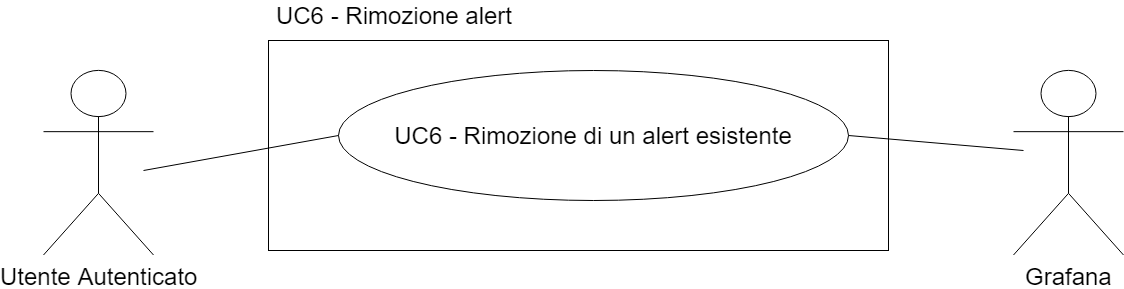 UC6 - Rimozione alert
UC6 - Rimozione di un alert esistente
Utente Autenticato
Grafana